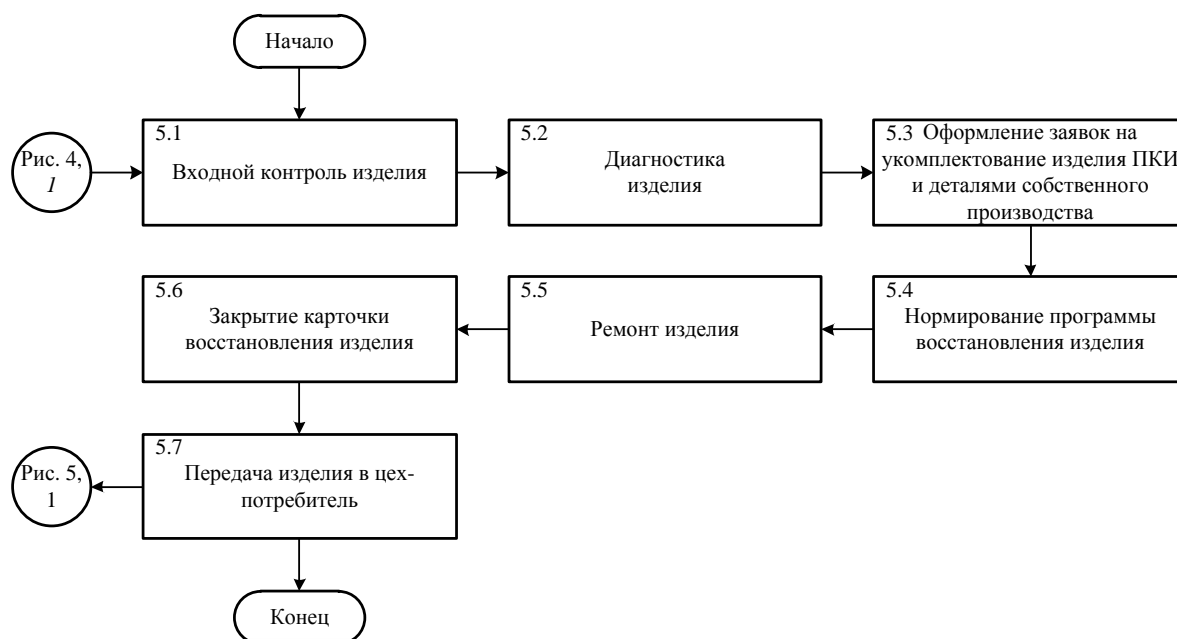 Начало
Рис. 4,
1
5.1
Входной контроль изделия
5.2
Диагностика
изделия
5.3 Оформление заявок на
укомплектование изделия ПКИ
и деталями собственного
производства
5.6
Закрытие карточки
восстановления изделия
5.5
Ремонт изделия
5.4
Нормирование программы
восстановления изделия
Рис. 5,
1
5.7
Передача изделия в цех-
потребитель
Конец